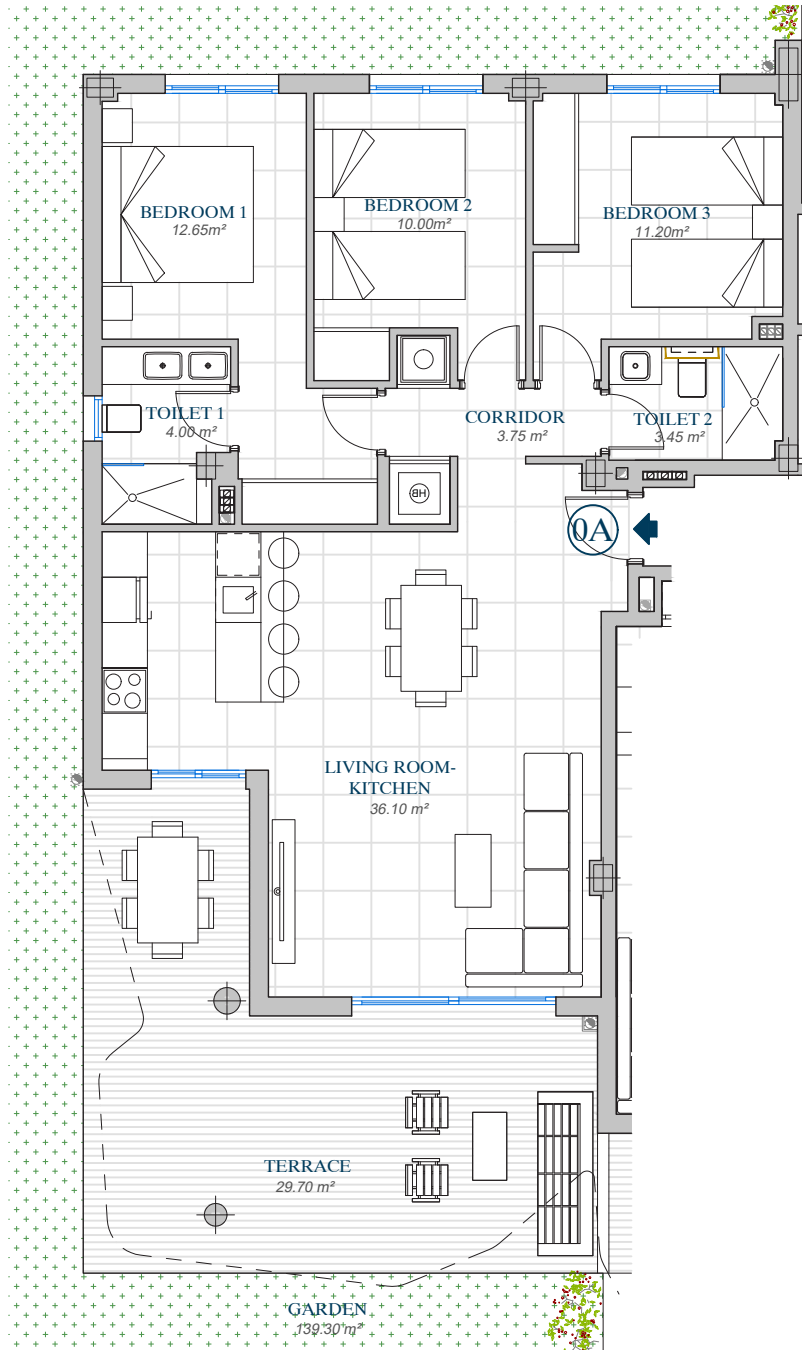 BEDROOM 1
12.65m²
BEDROOM 2
10.00m²
BEDROOM 3
11.20m²
TOILET 1
4.00 m²
CORRIDOR
3.75 m²
TOILET 2
3.45 m²
HB
0A
LIVING ROOM-
KITCHEN
36.10 m²
TERRACE
29.70 m²
GARDEN
139.30 m²